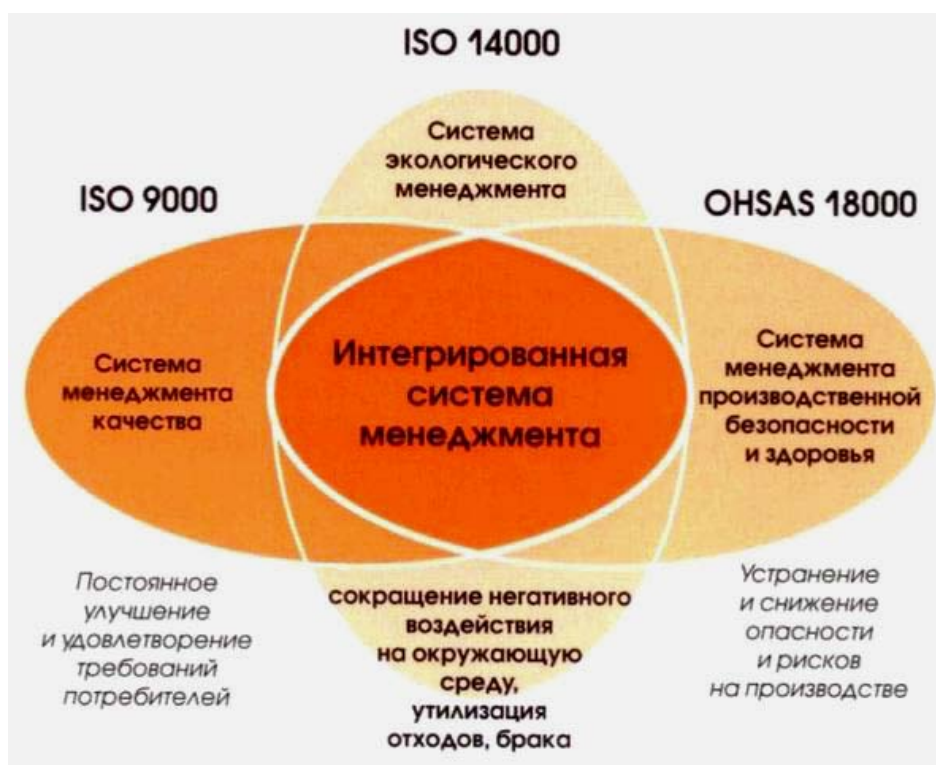 ISO 14000
Система
экологического
менеджмента
ISO 9000
OHSAS 18000
Система
менеджмента
качества
Интегрированная
система
менеджмента
Система
менеджмента
производственной
безопасности
и здоровья
Постоянное
улучшение
и удовлетворение
требований
потребителей
сокращение негативного
воздействия
на окружающую
среду,
утилизация
отходов, брака
Устранение
и снижение
опасности
и рисков
на производстве